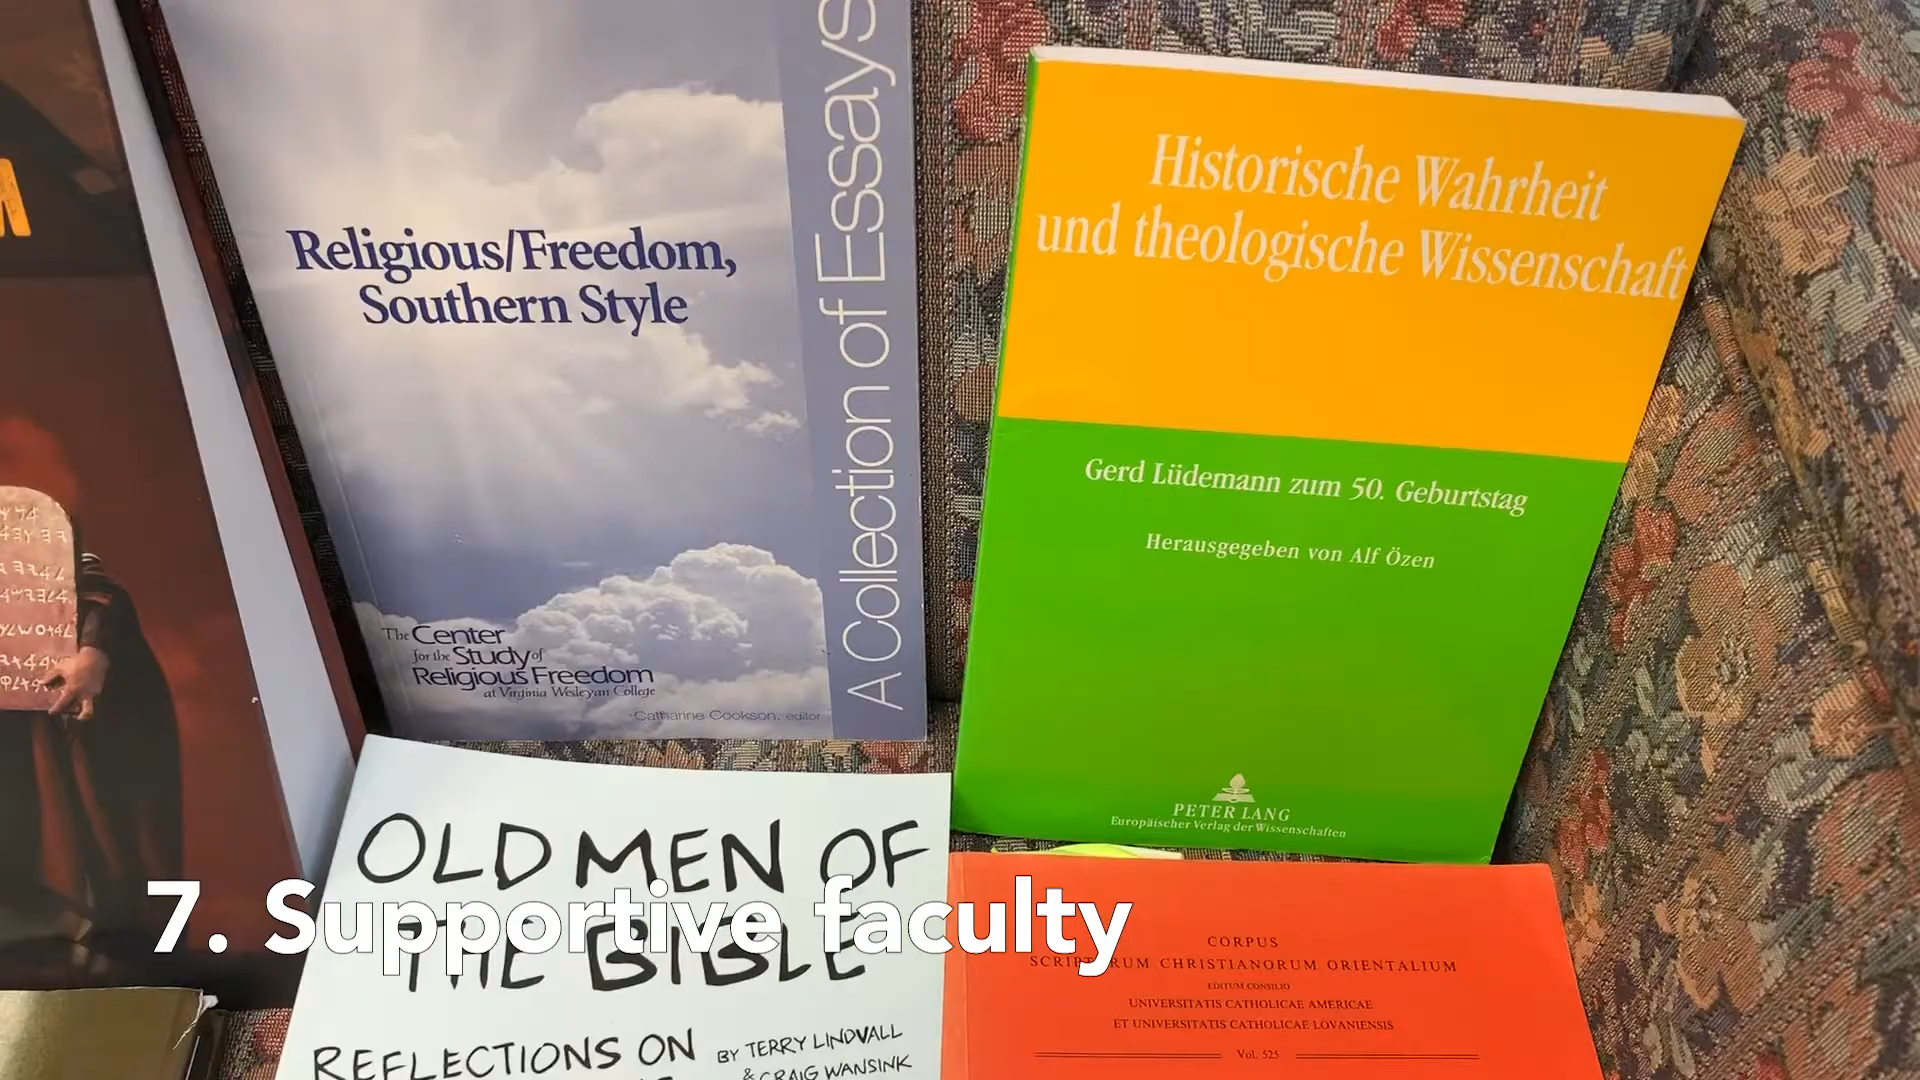 Religious/Freedom,
Southern Style
A Collection of Essays
The Center
for the Study of
Religious Freedom
at Virginia Wesleyan College
Catharine Cookson, editor
Historische Wahrheit
und theologische Wissenschaft
Gerd Lüdemann zum 50. Geburtstag
Herausgegeben von Alf Özen
PETER LANG
Europäischer Verlag der Wissenschaften
OLD MEN OF
THE BIBLE
REFLECTIONS ON
BY TERRY LINDVALL
& CRAIG WANSINK
7. Supportive faculty
CORPUS
SCRIPTORUM CHRISTIANORUM ORIENTALIUM
EDITUM CONSILIO
UNIVERSITATIS CATHOLICAE AMERICAE
ET UNIVERSITATIS CATHOLICAE LOVANIENSIS
Vol. 525